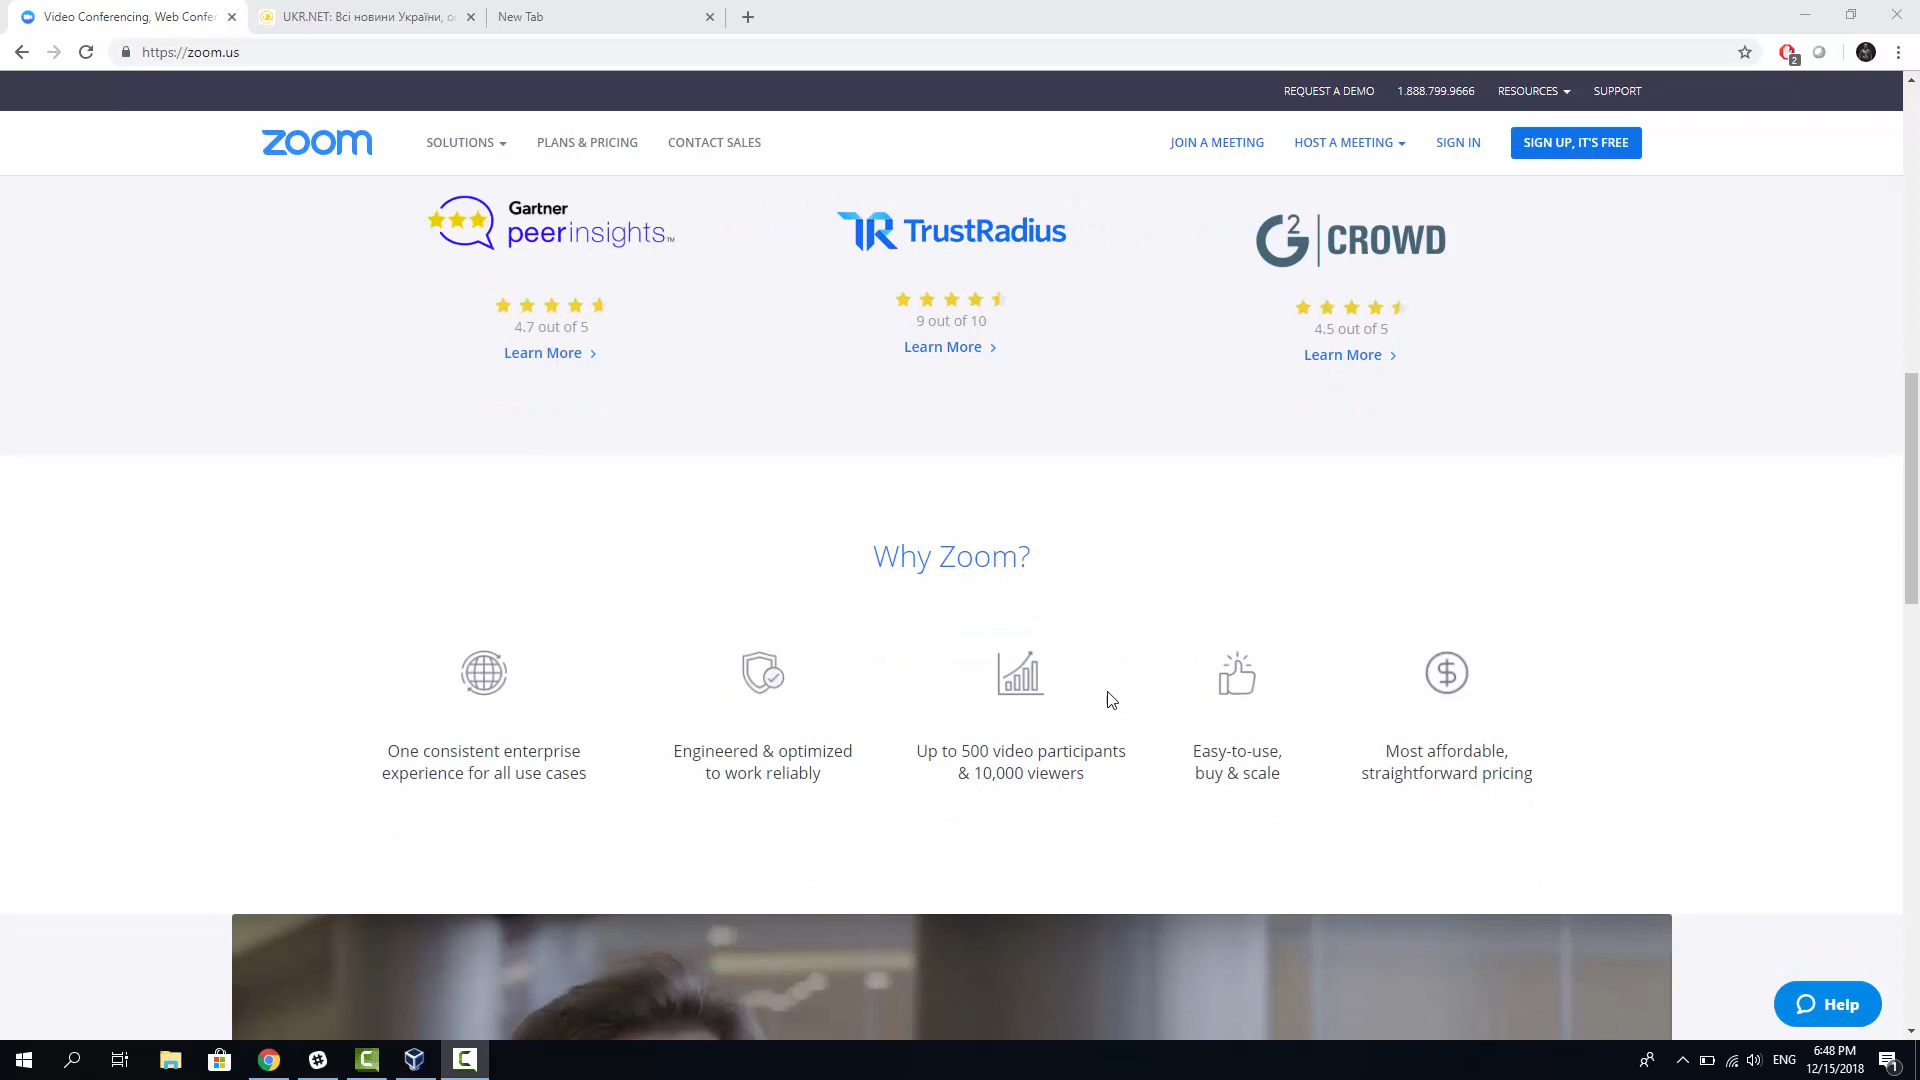 Video Conferencing, Web Confer
UKR.NET: Всі новини України, о
New Tab
https://zoom.us
2
REQUEST A DEMO 1.888.799.9666 RESOURCES SUPPORT
zoom SOLUTIONS PLANS & PRICING CONTACT SALES JOIN A MEETING HOST A MEETING SIGN IN SIGN UP, IT'S FREE
Gartner
peerinsights™
4.7 out of 5
Learn More
TR TrustRadius
9 out of 10
Learn More
G2 CROWD
4.5 out of 5
Learn More
Why Zoom?
One consistent enterprise
experience for all use cases
Engineered & optimized
to work reliably
Up to 500 video participants
& 10,000 viewers
Easy-to-use,
buy & scale
Most affordable,
straightforward pricing
Help
ENG
6:48 PM
12/15/2018
1